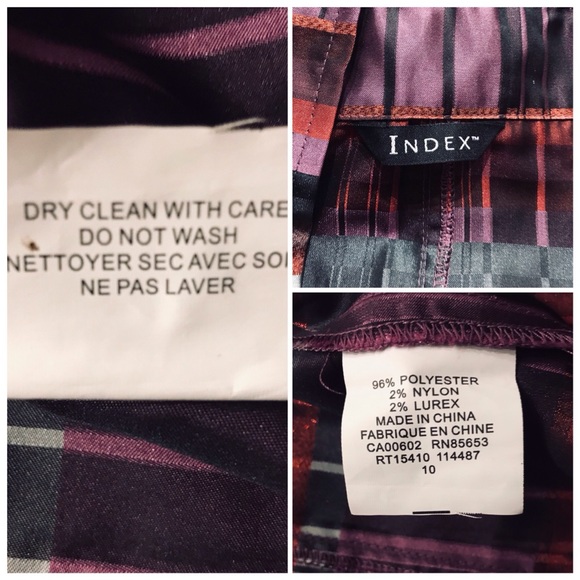 DRY CLEAN WITH CARE
DO NOT WASH
NETTOYER SEC AVEC SOI
NE PAS LAVER
INDEX™
96% POLYESTER
2% NYLON
2% LUREX
MADE IN CHINA
FABRIQUE EN CHINE
CA00602 RN85653
RT15410 114487
10